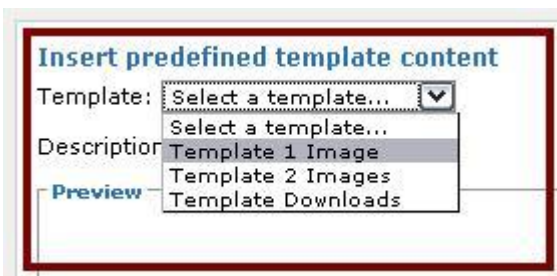 Insert predefined template content
Template: Select a template...
Select a template...
Description
Template 1 Image
Template 2 Images
Preview
Template Downloads